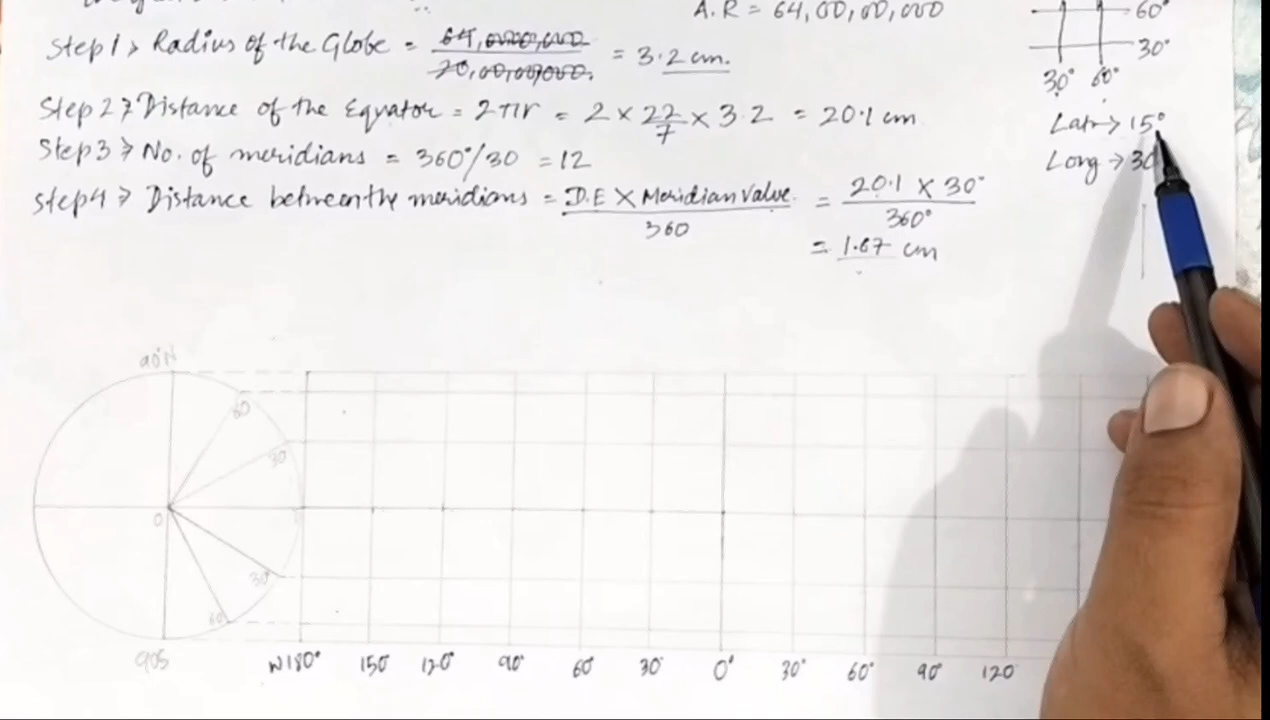 A.R = 64,00,00,000
Step 1 > Radius of the Globe = 64,0000,000 / 20,00,00,000. = 3.2 cm.
60°
30°
30° 60°
Step 2 > Distance of the Equator = 2πr = 2 × 22/7 × 3.2 = 20.1 cm
Lat → 15°
Step 3 > No. of meridians = 360°/30 = 12
Long → 30
Step 4 > Distance between the meridians = D.E × Meridian Value. / 360 = 20.1 × 30° / 360°
= 1.67 cm
90°N
60
30
0
30
60
90S
W180° 150 120° 90° 60 30° 0° 30° 60° 90° 120